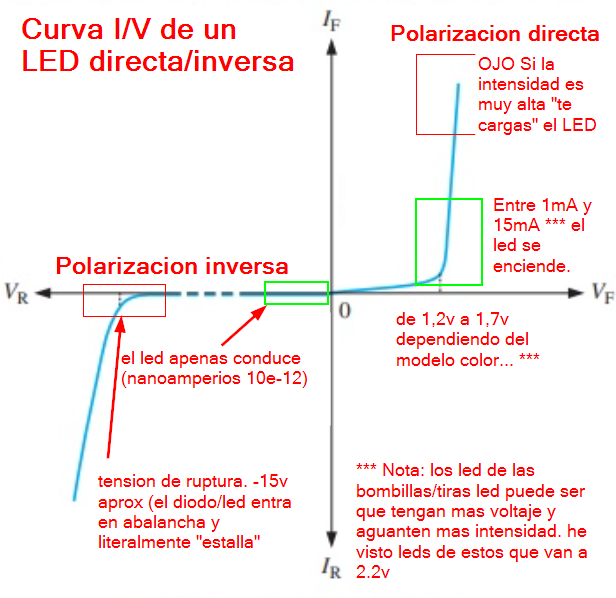 Curva I/V de un
LED directa/inversa
I_F
Polarizacion directa
OJO Si la
intensidad es
muy alta "te
cargas" el LED
Entre 1mA y
15mA *** el
led se
enciende.
Polarizacion inversa
V_R
V_F
0
de 1,2v a 1,7v
dependiendo del
modelo color... ***
el led apenas conduce
(nanoamperios 10e-12)
tension de ruptura. -15v
aprox (el diodo/led entra
en abalancha y
literalmente "estalla"
*** Nota: los led de las
bombillas/tiras led puede ser
que tengan mas voltaje y
aguanten mas intensidad. he
visto leds de estos que van a
2.2v
I_R